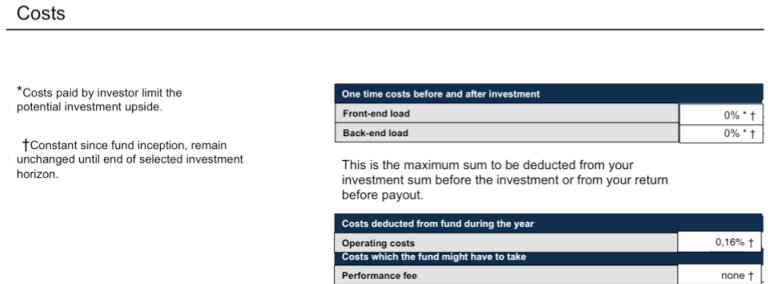 Costs
*Costs paid by investor limit the
potential investment upside.
†Constant since fund inception, remain
unchanged until end of selected investment
horizon.
One time costs before and after investment
Front-end load 0% * †
Back-end load 0% * †
This is the maximum sum to be deducted from your
investment sum before the investment or from your return
before payout.
Costs deducted from fund during the year
Operating costs 0,16% †
Costs which the fund might have to take
Performance fee none †